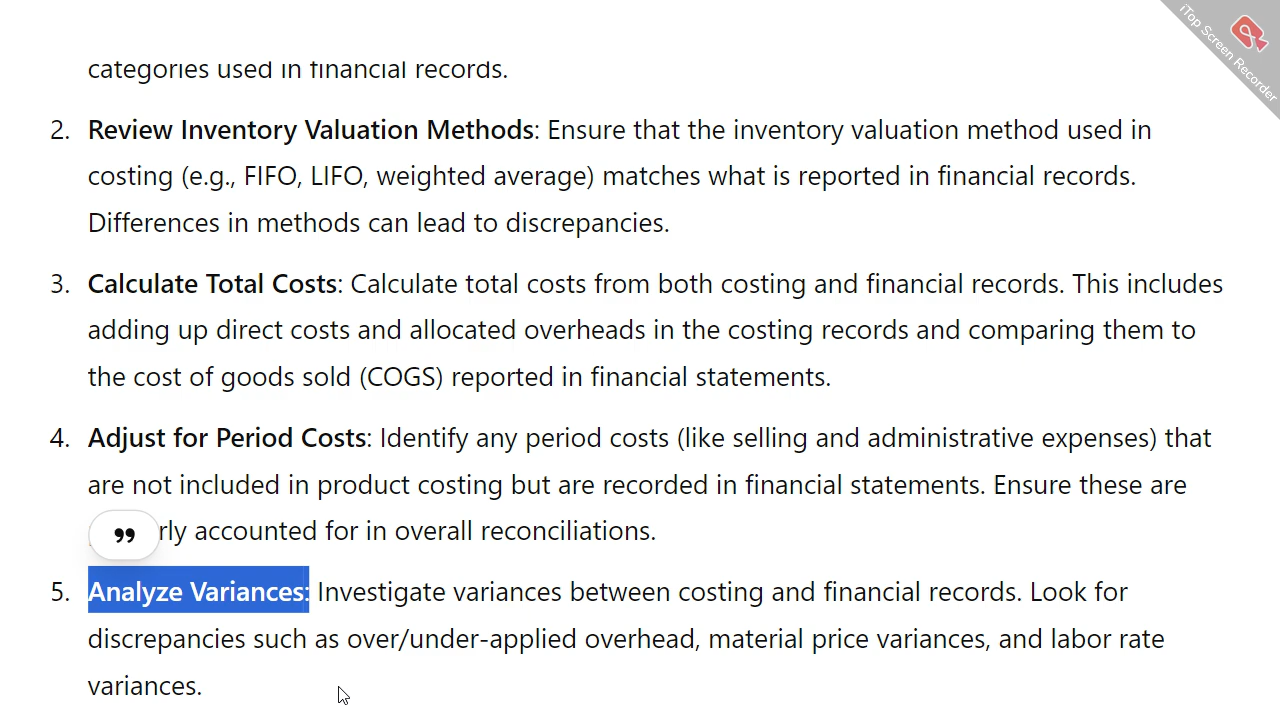 iTop Screen Recorder
categories used in financial records.
2. Review Inventory Valuation Methods: Ensure that the inventory valuation method used in
costing (e.g., FIFO, LIFO, weighted average) matches what is reported in financial records.
Differences in methods can lead to discrepancies.
3. Calculate Total Costs: Calculate total costs from both costing and financial records. This includes
adding up direct costs and allocated overheads in the costing records and comparing them to
the cost of goods sold (COGS) reported in financial statements.
4. Adjust for Period Costs: Identify any period costs (like selling and administrative expenses) that
are not included in product costing but are recorded in financial statements. Ensure these are
rly accounted for in overall reconciliations.
5. Analyze Variances: Investigate variances between costing and financial records. Look for
discrepancies such as over/under-applied overhead, material price variances, and labor rate
variances.